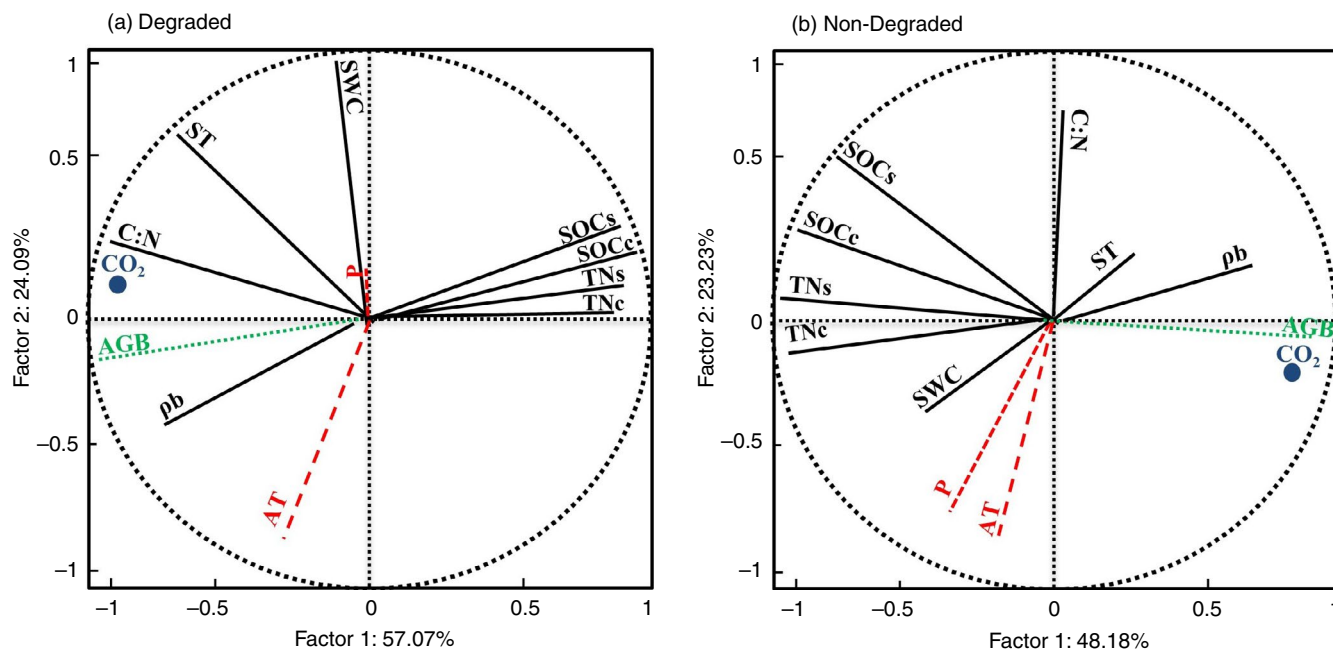 (a) Degraded
1
0.5
0
−0.5
−1
−1
−0.5
0
0.5
1
Factor 2: 24.09%
Factor 1: 57.07%
SWC
ST
C:N
CO₂
AGB
ρb
AT
P
SOCs
SOCc
TNs
TNc
(b) Non-Degraded
1
0.5
0
−0.5
−1
−1
−0.5
0
0.5
1
Factor 2: 23.23%
Factor 1: 48.18%
C:N
SOCs
SOCc
TNs
TNc
SWC
P
AT
ST
ρb
AGB
CO₂